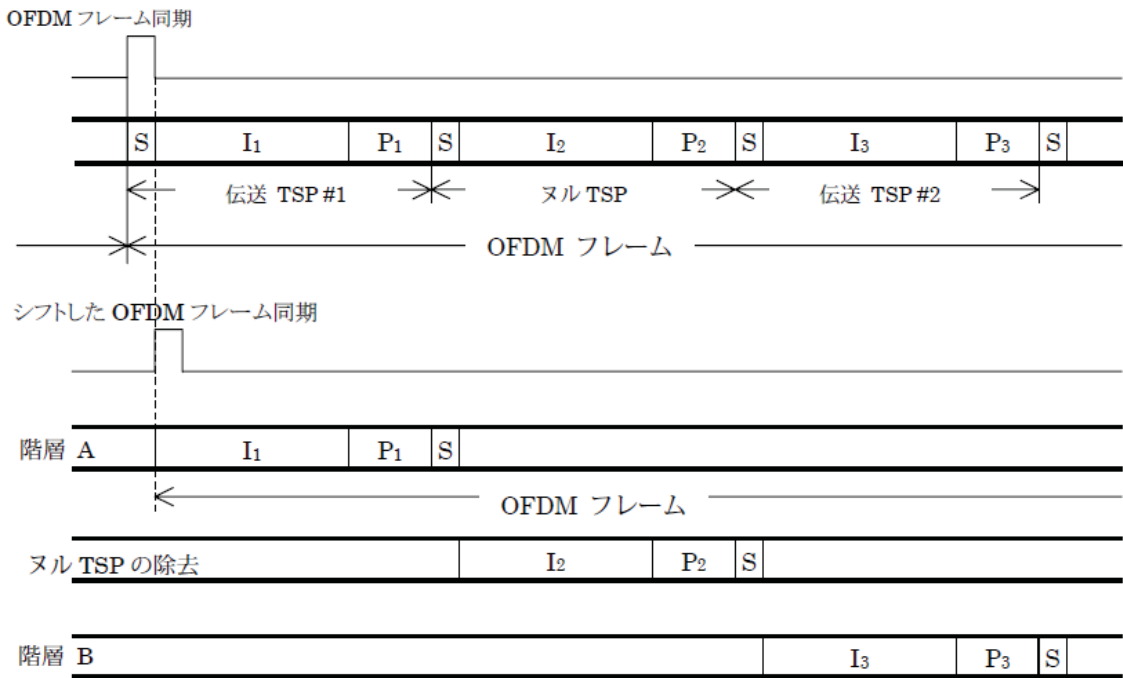 OFDM フレーム同期
S I₁ P₁ S I₂ P₂ S I₃ P₃ S
伝送 TSP #1 ヌル TSP 伝送 TSP #2
OFDM フレーム
シフトした OFDM フレーム同期
階層 A I₁ P₁ S
OFDM フレーム
ヌル TSP の除去 I₂ P₂ S
階層 B I₃ P₃ S